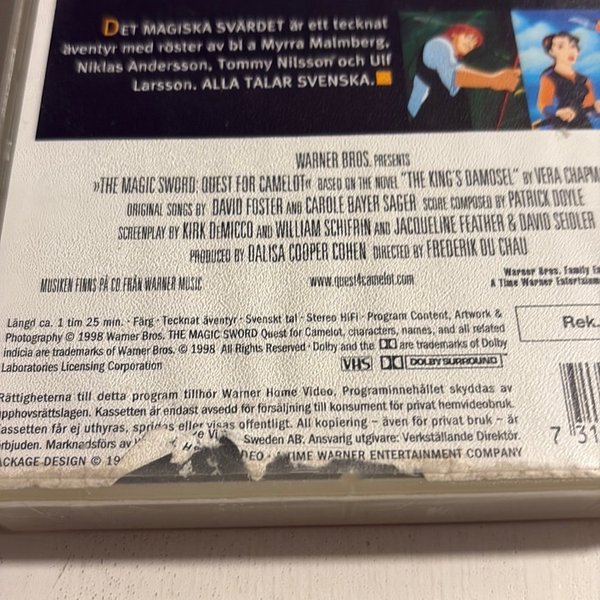 DET MAGISKA SVÄRDET är ett tecknat
äventyr med röster av bl a Myrra Malmberg,
Niklas Andersson, Tommy Nilsson och Ulf
Larsson. ALLA TALAR SVENSKA.
WARNER BROS. PRESENTS
»THE MAGIC SWORD: QUEST FOR CAMELOT« BASED ON THE NOVEL "THE KING'S DAMOSEL" BY VERA CHAPM
ORIGINAL SONGS BY DAVID FOSTER AND CAROLE BAYER SAGER SCORE COMPOSED BY PATRICK DOYLE
SCREENPLAY BY KIRK DEMICCO AND WILLIAM SCHIFRIN AND JACQUELINE FEATHER & DAVID SEIDLER
PRODUCED BY DALISA COOPER COHEN DIRECTED BY FREDERIK DU CHAU
MUSIKEN FINNS PÅ CD FRÅN WARNER MUSIC
www.quest4camelot.com
Warner Bros. Family En
A Time Warner Entertainm
Längd ca. 1 tim 25 min. · Färg · Tecknat äventyr · Svenskt tal · Stereo HiFi · Program Content, Artwork &
Photography © 1998 Warner Bros. THE MAGIC SWORD Quest for Camelot, characters, names, and all related
indicia are trademarks of Warner Bros. © 1998 All Rights Reserved · Dolby and the are trademarks of Dolby
Laboratories Licensing Corporation
VHS DOLBY SURROUND
Rek.
Rättigheterna till detta program tillhör Warner Home Video, Programinnehållet skyddas av
pphovsrättslagen. Kassetten är endast avsedd för försäljning till konsument för privat hemvideobruk.
assetten får ej uthyras, spridas eller visas offentligt. All kopiering – även för privat bruk – är
rbjuden. Marknadsförs av Sweden AB. Ansvarig utgivare: Verkställande Direktör.
ACKAGE DESIGN © 19 DEO · TIME WARNER ENTERTAINMENT COMPANY
7 31